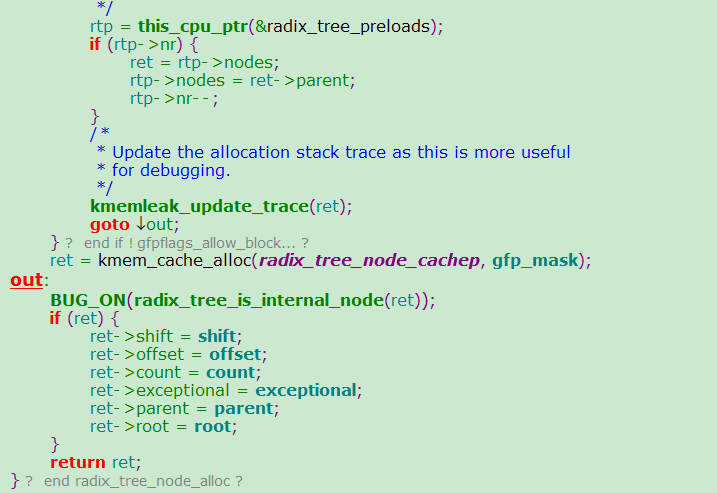 */
rtp = this_cpu_ptr(&radix_tree_preloads);
if (rtp->nr) {
ret = rtp->nodes;
rtp->nodes = ret->parent;
rtp->nr--;
}
/*
* Update the allocation stack trace as this is more useful
* for debugging.
*/
kmemleak_update_trace(ret);
goto ↓out;
} ? end if ! gfpflags_allow_block... ?
ret = kmem_cache_alloc(radix_tree_node_cachep, gfp_mask);
out:
BUG_ON(radix_tree_is_internal_node(ret));
if (ret) {
ret->shift = shift;
ret->offset = offset;
ret->count = count;
ret->exceptional = exceptional;
ret->parent = parent;
ret->root = root;
}
return ret;
} ? end radix_tree_node_alloc ?